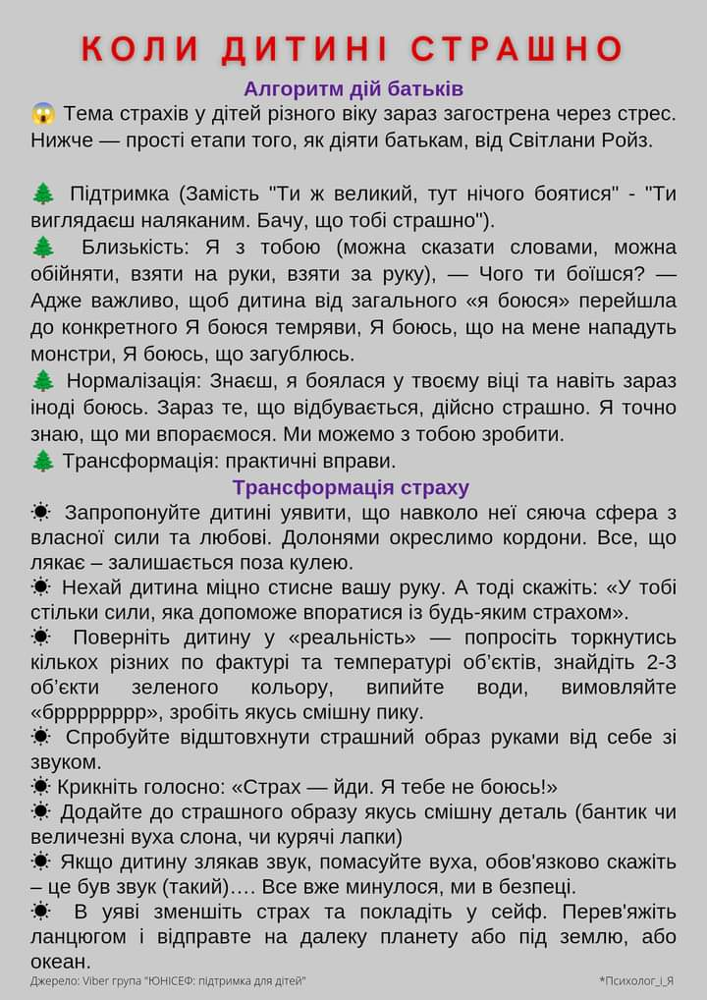 КОЛИ ДИТИНІ СТРАШНО
Алгоритм дій батьків
😱 Тема страхів у дітей різного віку зараз загострена через стрес.
Нижче — прості етапи того, як діяти батькам, від Світлани Ройз.
🌲 Підтримка (Замість "Ти ж великий, тут нічого боятися" - "Ти
виглядаєш наляканим. Бачу, що тобі страшно").
🌲 Близькість: Я з тобою (можна сказати словами, можна
обійняти, взяти на руки, взяти за руку), — Чого ти боїшся? —
Адже важливо, щоб дитина від загального «я боюся» перейшла
до конкретного Я боюся темряви, Я боюсь, що на мене нападуть
монстри, Я боюсь, що загублюсь.
🌲 Нормалізація: Знаєш, я боялася у твоєму віці та навіть зараз
іноді боюсь. Зараз те, що відбувається, дійсно страшно. Я точно
знаю, що ми впораємося. Ми можемо з тобою зробити.
🌲 Трансформація: практичні вправи.
Трансформація страху
☀ Запропонуйте дитині уявити, що навколо неї сяюча сфера з
власної сили та любові. Долонями окреслимо кордони. Все, що
лякає – залишається поза кулею.
☀ Нехай дитина міцно стисне вашу руку. А тоді скажіть: «У тобі
стільки сили, яка допоможе впоратися із будь-яким страхом».
☀ Поверніть дитину у «реальність» — попросіть торкнутись
кількох різних по фактурі та температурі об’єктів, знайдіть 2-3
об’єкти зеленого кольору, випийте води, вимовляйте
«бррррррр», зробіть якусь смішну пику.
☀ Спробуйте відштовхнути страшний образ руками від себе зі
звуком.
☀ Крикніть голосно: «Страх — йди. Я тебе не боюсь!»
☀ Додайте до страшного образу якусь смішну деталь (бантик чи
величезні вуха слона, чи курячі лапки)
☀ Якщо дитину злякав звук, помасуйте вуха, обов'язково скажіть
– це був звук (такий)…. Все вже минулося, ми в безпеці.
☀ В уяві зменшіть страх та покладіть у сейф. Перев'яжіть
ланцюгом і відправте на далеку планету або під землю, або
океан.
Джерело: Viber група "ЮНІСЕФ: підтримка для дітей"
*Психолог_і_Я